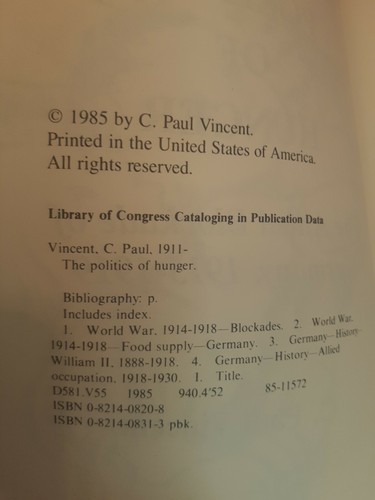 © 1985 by C. Paul Vincent.
Printed in the United States of America.
All rights reserved.
Library of Congress Cataloging in Publication Data
Vincent, C. Paul, 1911-
The politics of hunger.
Bibliography: p.
Includes index.
1. World War, 1914-1918—Blockades. 2. World War,
1914-1918—Food supply—Germany. 3. Germany—History—
William II, 1888-1918. 4. Germany—History—Allied
occupation, 1918-1930. I. Title.
D581.V55 1985 940.4'52 85-11572
ISBN 0-8214-0820-8
ISBN 0-8214-0831-3 pbk.